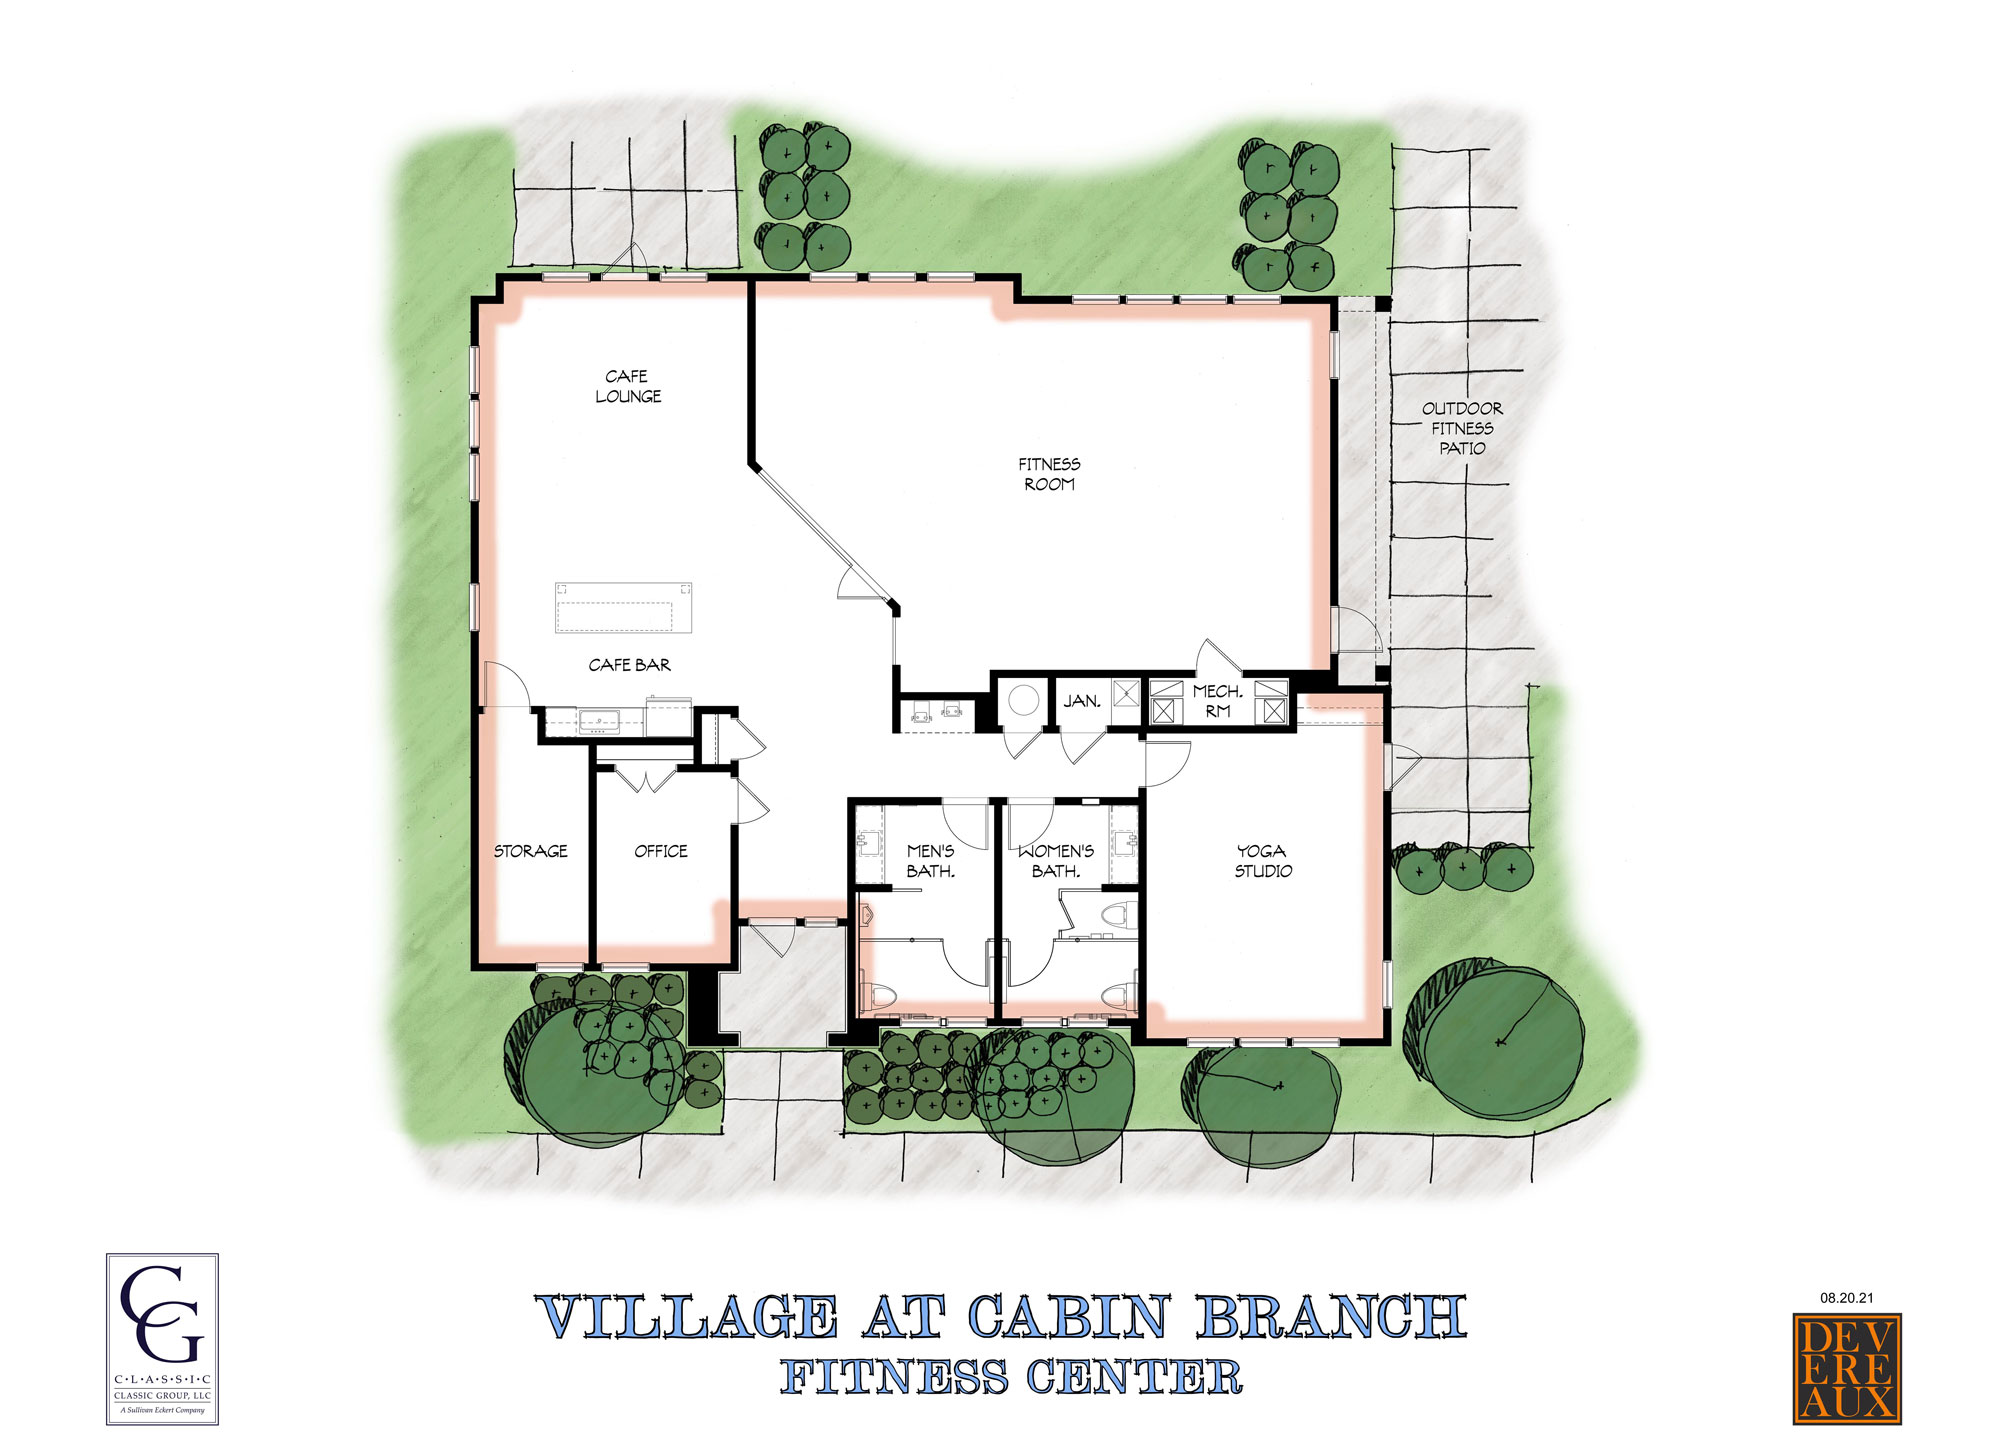 CAFE
LOUNGE
FITNESS
ROOM
OUTDOOR
FITNESS
PATIO
CAFE BAR
JAN.
MECH.
RM
STORAGE
OFFICE
MEN'S
BATH.
WOMEN'S
BATH.
YOGA
STUDIO
CG
C·L·A·S·S·I·C
CLASSIC GROUP, LLC
A Sullivan Eckert Company
VILLAGE AT CABIN BRANCH
FITNESS CENTER
08.20.21
DEV
ERE
AUX